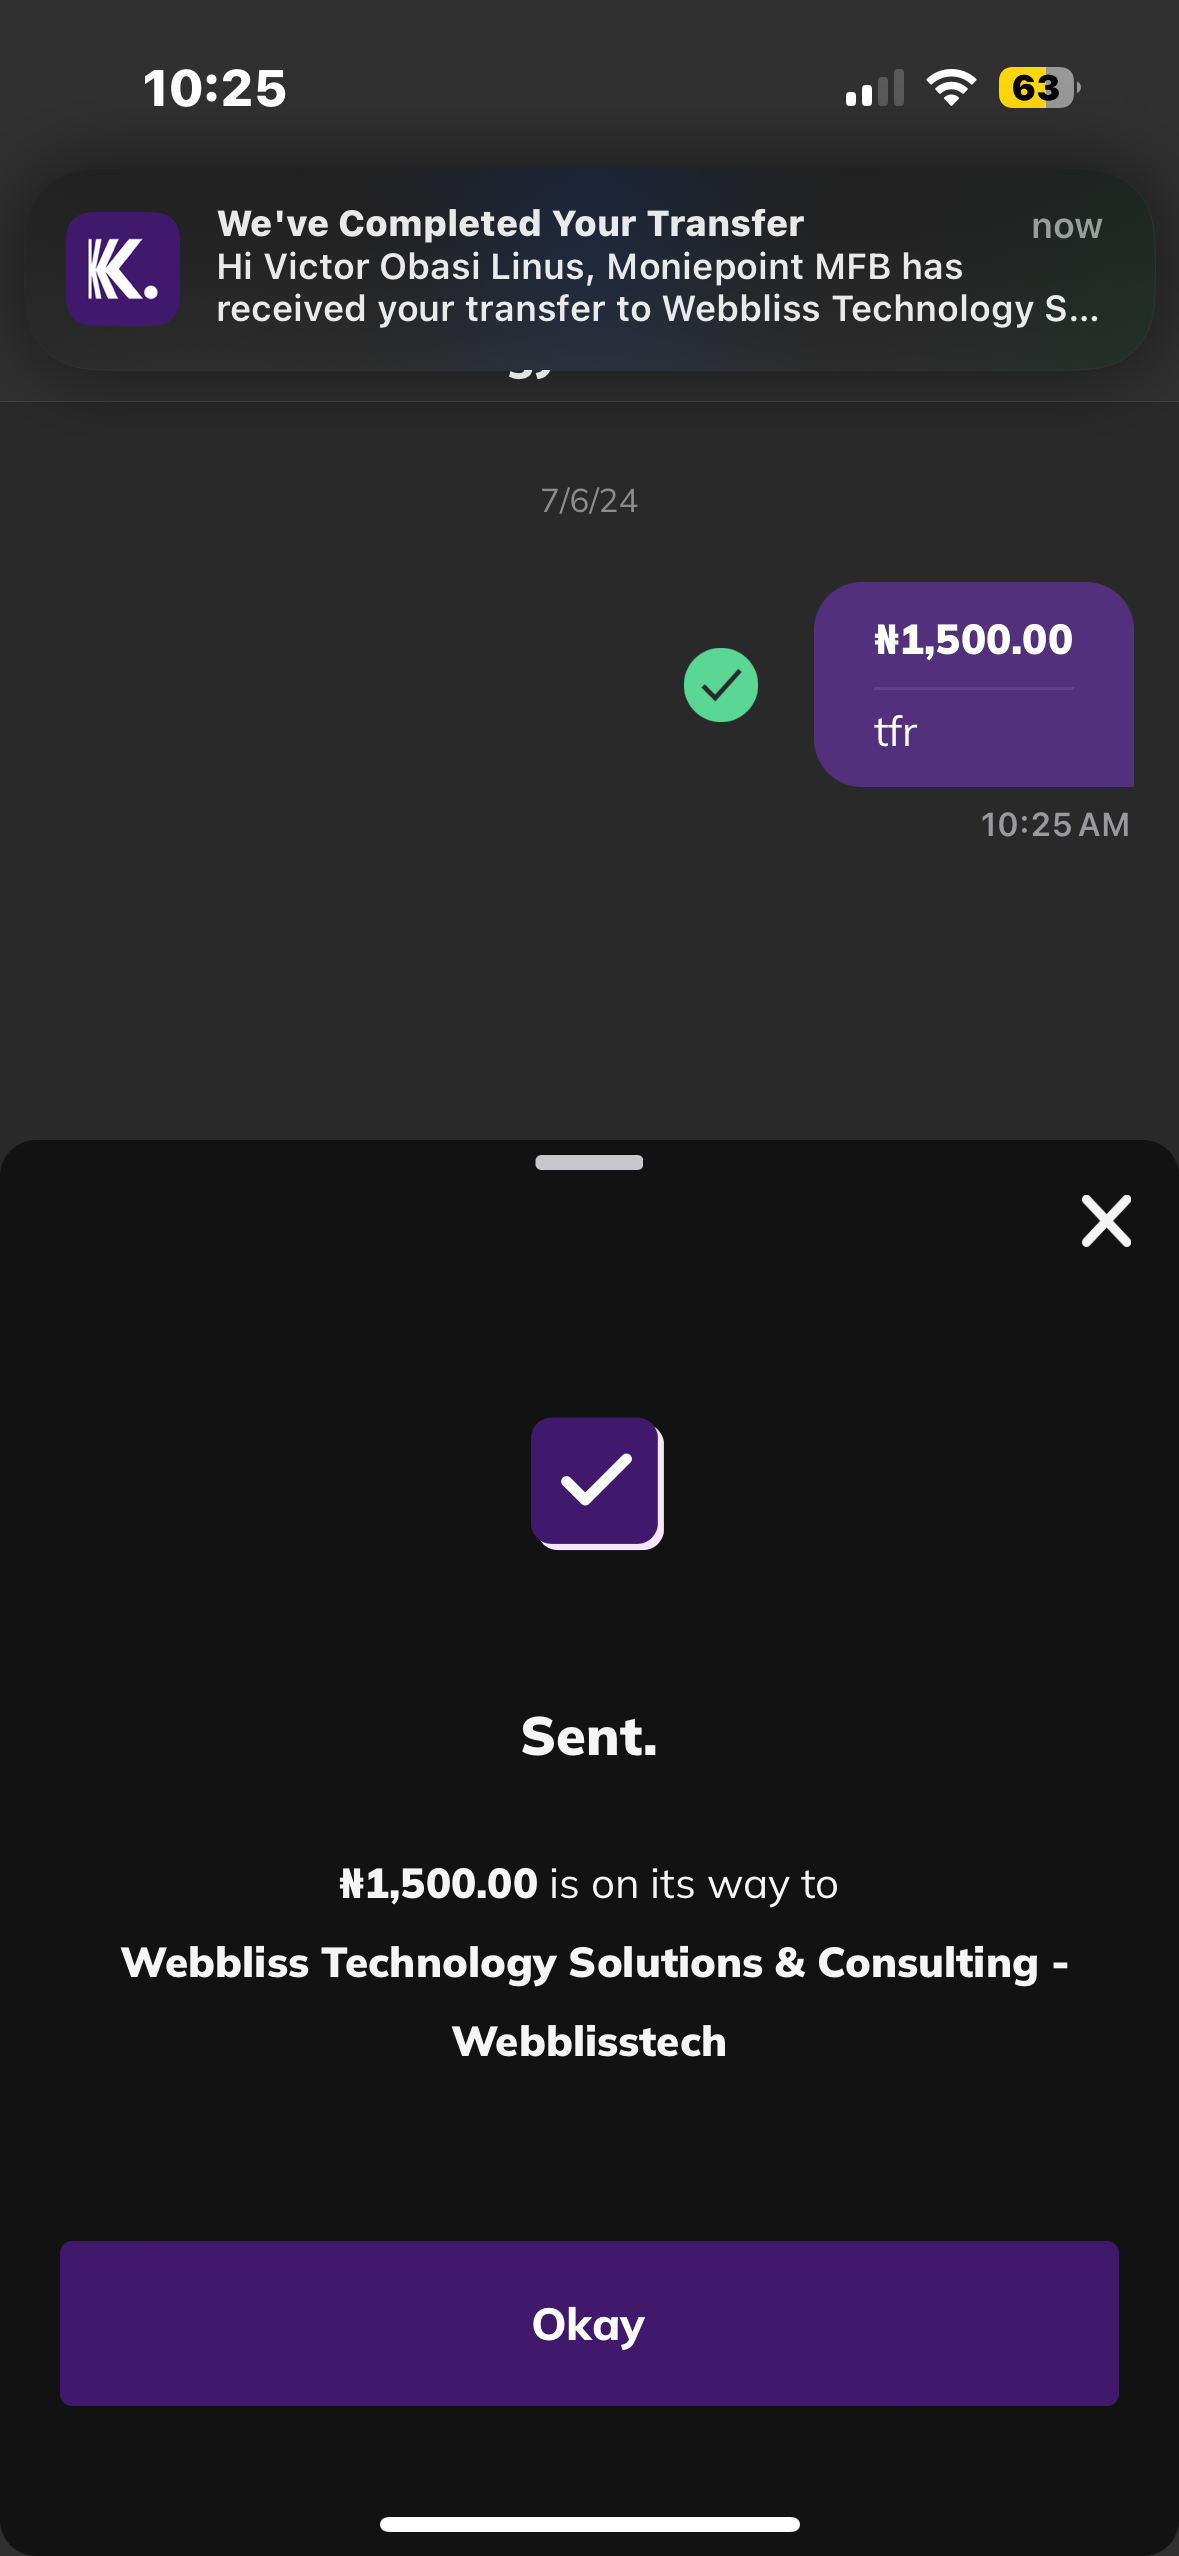 10:25
63
We've Completed Your Transfer
now
Hi Victor Obasi Linus, Moniepoint MFB has
received your transfer to Webbliss Technology S...
7/6/24
₦1,500.00
tfr
10:25 AM
Sent.
₦1,500.00 is on its way to
Webbliss Technology Solutions & Consulting -
Webblisstech
Okay